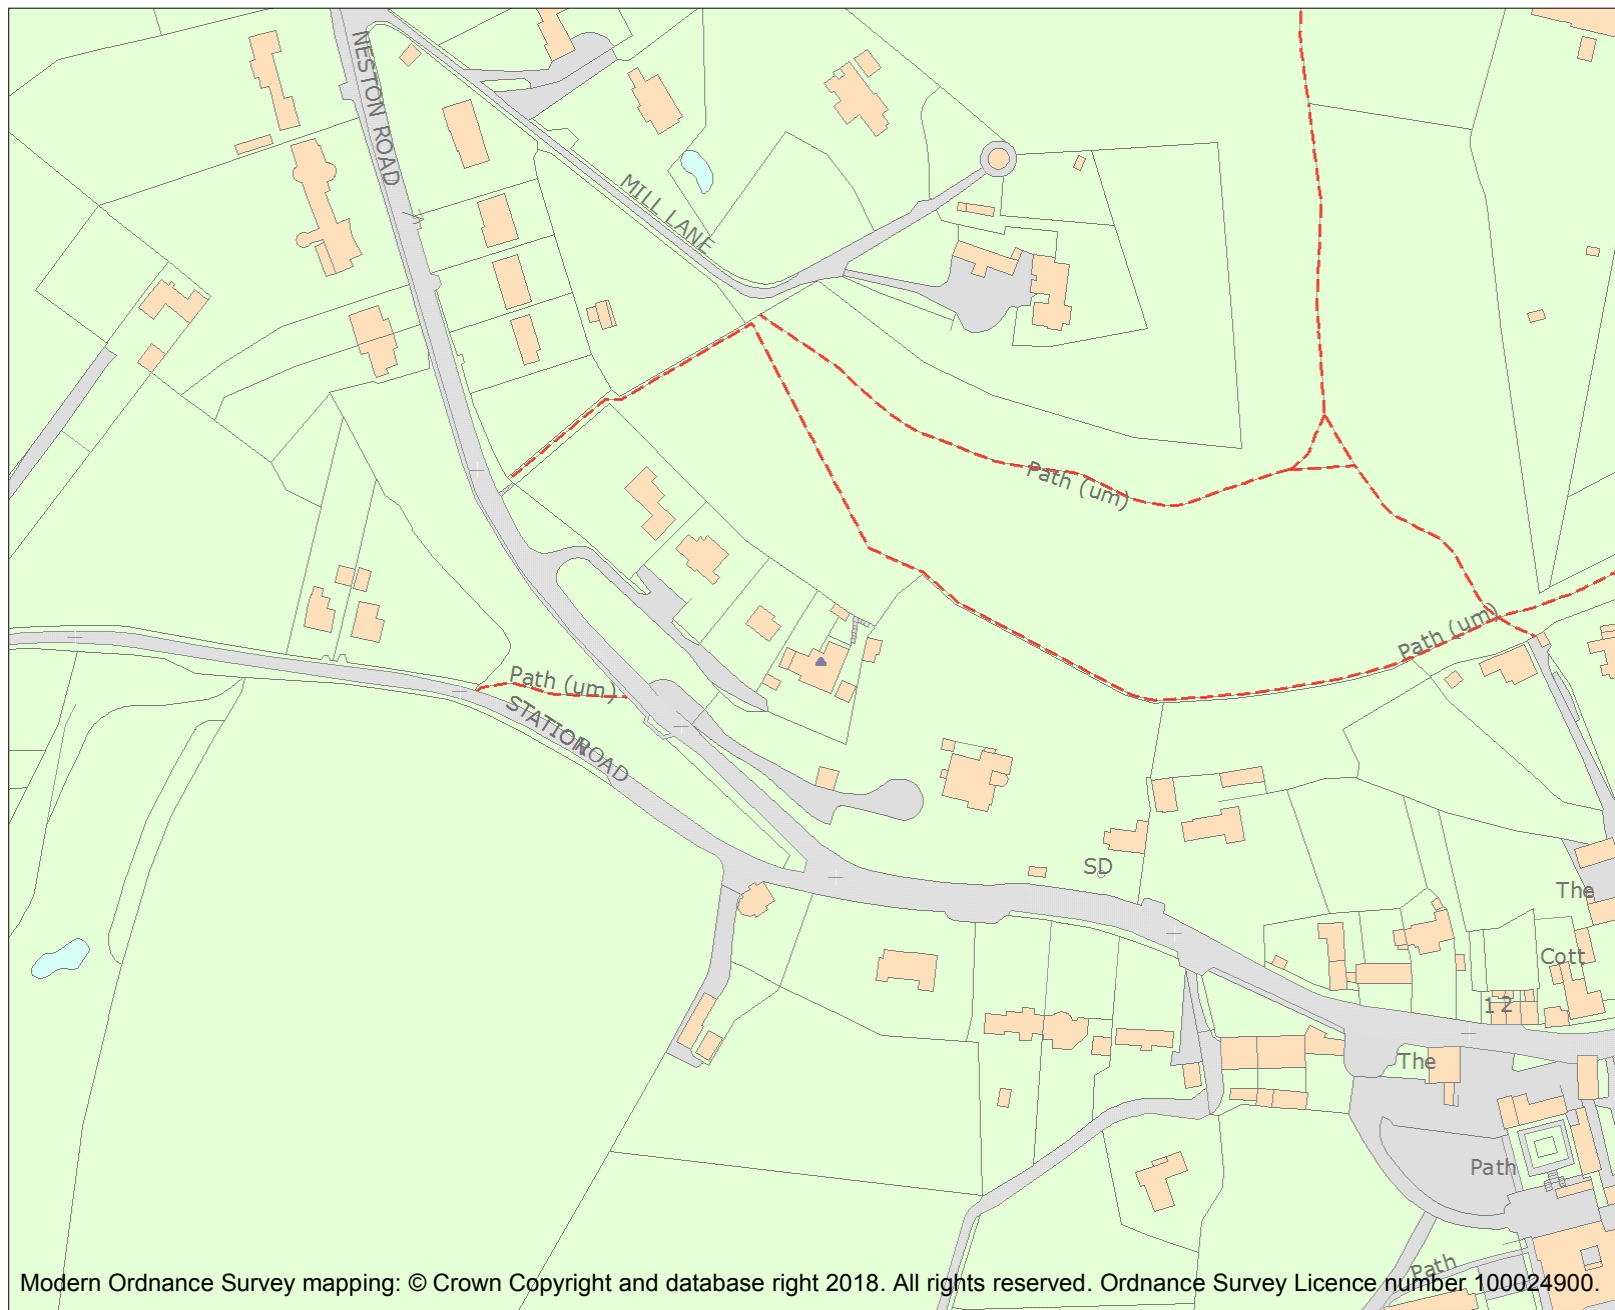 NESTON ROAD
MILL LANE
Path (um)
Path (um)
Path (um)
STATION ROAD
SD
The
Cott
1 2
The
Path
Path
Modern Ordnance Survey mapping: © Crown Copyright and database right 2018. All rights reserved. Ordnance Survey Licence number 100024900.